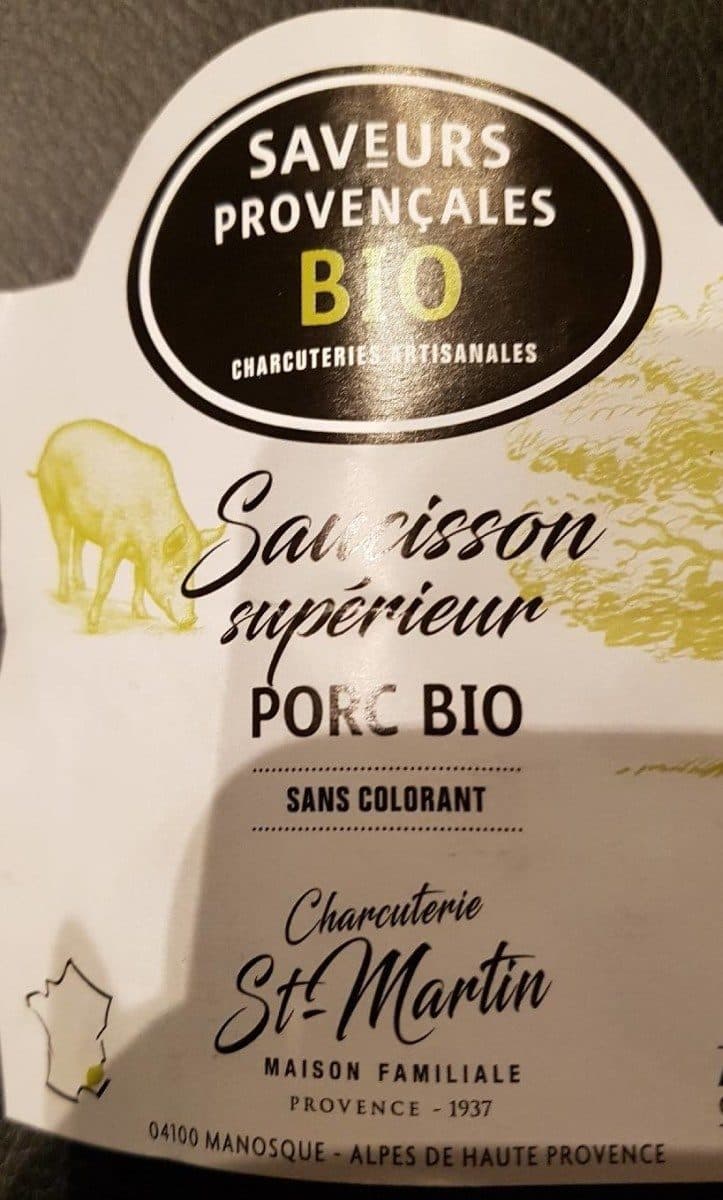 SAVEURS
PROVENÇALES
BIO
CHARCUTERIES ARTISANALES
Saucisson
supérieur
PORC BIO
SANS COLORANT
Charcuterie
St-Martin
MAISON FAMILIALE
PROVENCE - 1937
04100 MANOSQUE - ALPES DE HAUTE PROVENCE